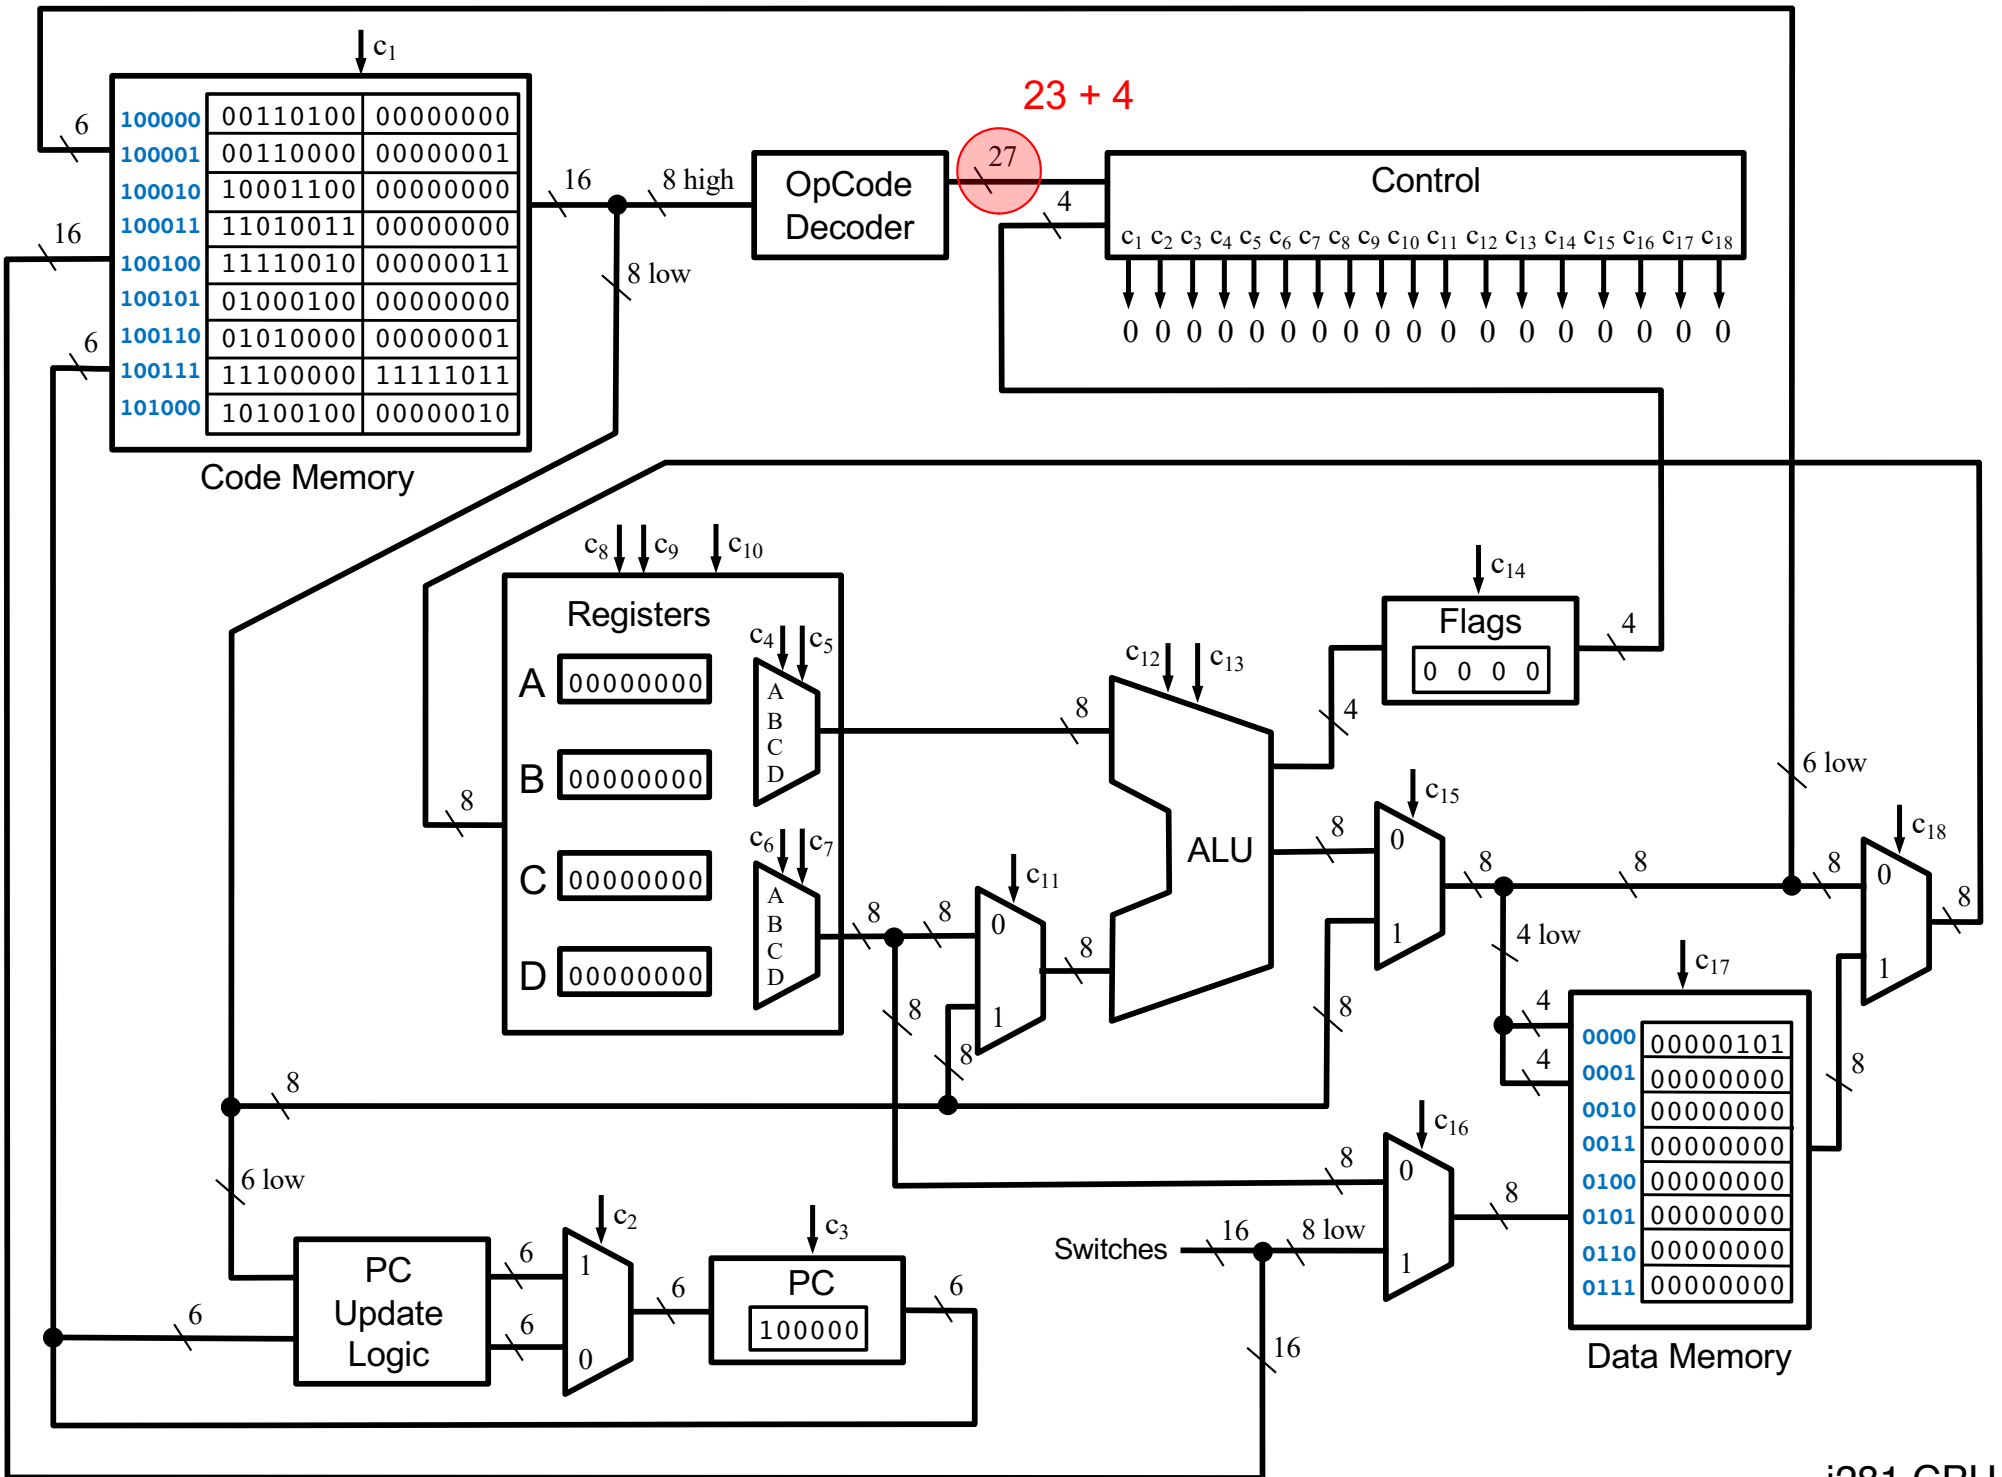 c1
23 + 4
6
100000 00110100 00000000
100001 00110000 00000001
100010 10001100 00000000
100011 11010011 00000000
100100 11110010 00000011
100101 01000100 00000000
100110 01010000 00000001
100111 11100000 11111011
101000 10100100 00000010
16
6
Code Memory
16
8 high
8 low
OpCode
Decoder
27
4
Control
c1 c2 c3 c4 c5 c6 c7 c8 c9 c10 c11 c12 c13 c14 c15 c16 c17 c18
0 0 0 0 0 0 0 0 0 0 0 0 0 0 0 0 0 0
c8 c9 c10
Registers
A 00000000
B 00000000
C 00000000
D 00000000
8
c4 c5
A
B
C
D
c6 c7
A
B
C
D
8
8
8
8
8
c11
0
1
8
c12 c13
ALU
c14
Flags
0 0 0 0
4
4
8
c15
0
1
8
8
8
8
6 low
c18
0
1
8
4 low
4
4
c17
0000 00000101
0001 00000000
0010 00000000
0011 00000000
0100 00000000
0101 00000000
0110 00000000
0111 00000000
Data Memory
8
8
6 low
c16
0
1
8
8
Switches
16
8 low
16
PC
Update
Logic
6
6
6
c2
1
0
6
c3
PC
100000
6
i281 CPU